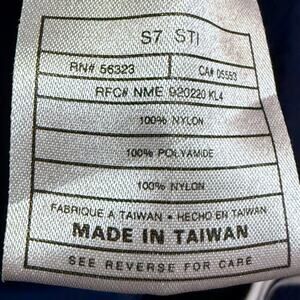 S7 STI
RN# 56323 CA# 05553
RFC# NME 920220 KL4
100% NYLON
100% POLYAMIDE
100% NYLON
FABRIQUE A TAIWAN • HECHO EN TAIWAN
MADE IN TAIWAN
SEE REVERSE FOR CARE